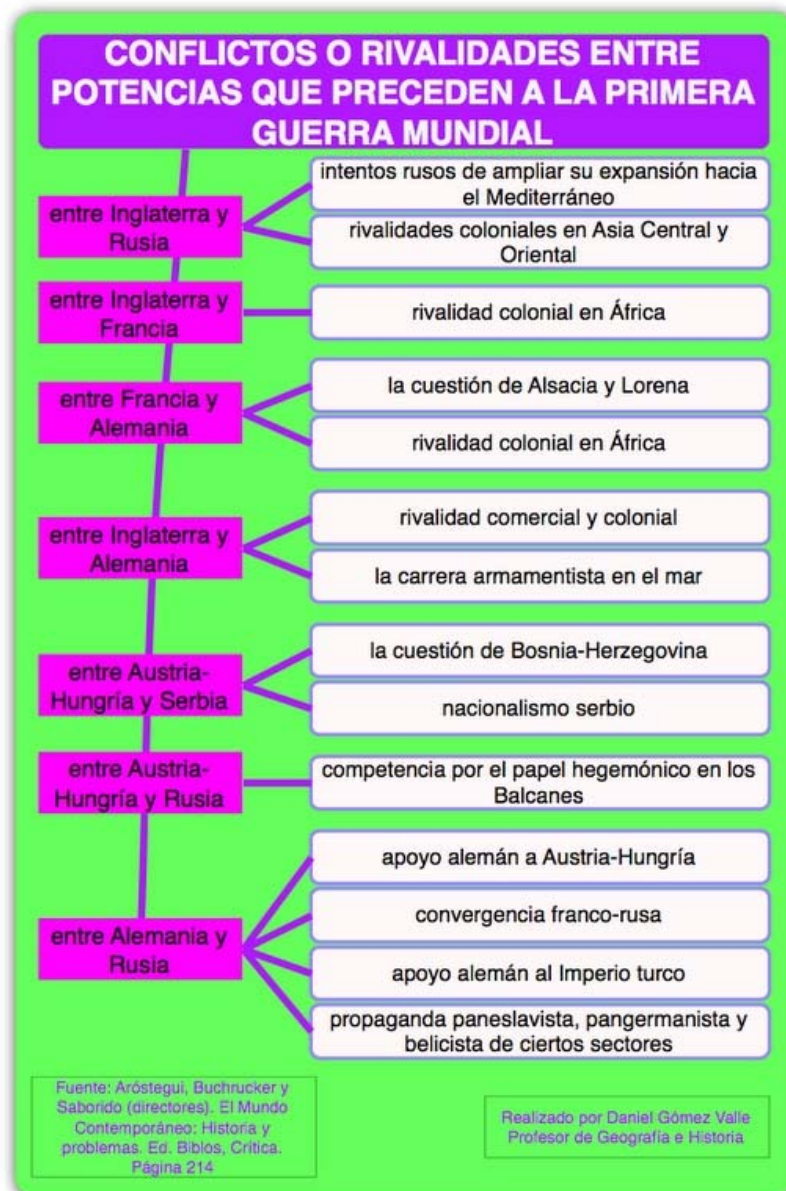 CONFLICTOS O RIVALIDADES ENTRE
POTENCIAS QUE PRECEDEN A LA PRIMERA
GUERRA MUNDIAL
entre Inglaterra y
Rusia
intentos rusos de ampliar su expansión hacia
el Mediterráneo
rivalidades coloniales en Asia Central y
Oriental
entre Inglaterra y
Francia
rivalidad colonial en África
entre Francia y
Alemania
la cuestión de Alsacia y Lorena
rivalidad colonial en África
entre Inglaterra y
Alemania
rivalidad comercial y colonial
la carrera armamentista en el mar
entre Austria-
Hungría y Serbia
la cuestión de Bosnia-Herzegovina
nacionalismo serbio
entre Austria-
Hungría y Rusia
competencia por el papel hegemónico en los
Balcanes
entre Alemania y
Rusia
apoyo alemán a Austria-Hungría
convergencia franco-rusa
apoyo alemán al Imperio turco
propaganda paneslavista, pangermanista y
belicista de ciertos sectores
Fuente: Aróstegui, Buchrucker y
Saborido (directores). El Mundo
Contemporáneo: Historia y
problemas. Ed. Biblos, Crítica.
Página 214
Realizado por Daniel Gómez Valle
Profesor de Geografía e Historia